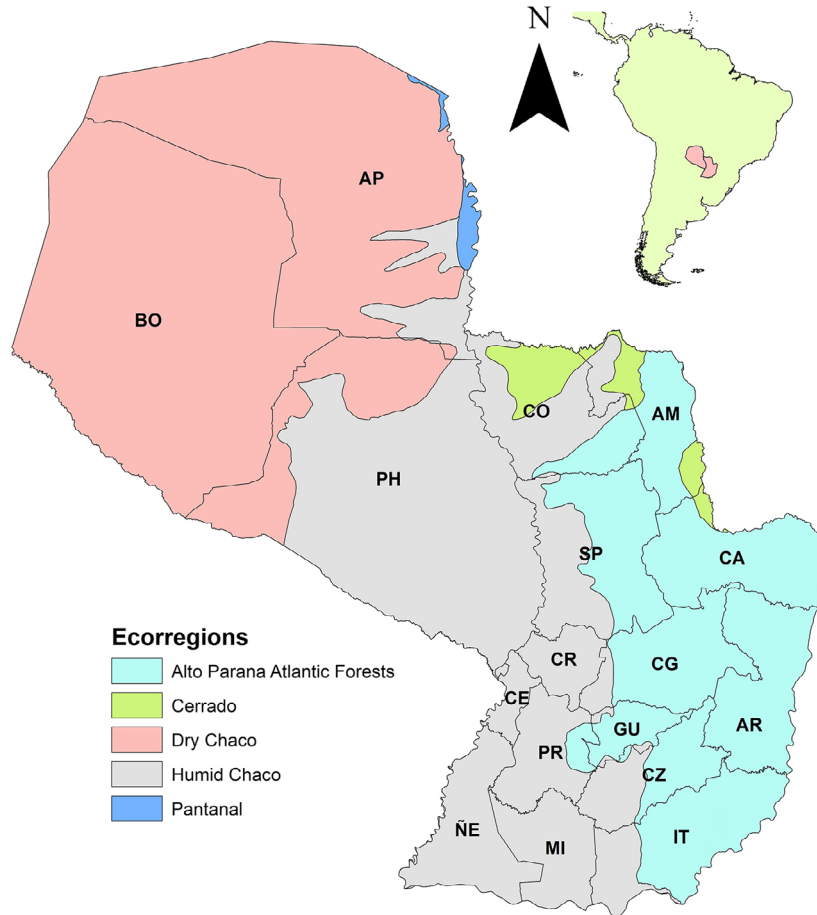 N
AP
BO
CO
AM
PH
SP
CA
Ecorregions
Alto Parana Atlantic Forests
Cerrado
Dry Chaco
Humid Chaco
Pantanal
CR
CG
CE
GU
AR
PR
CZ
ÑE
MI
IT